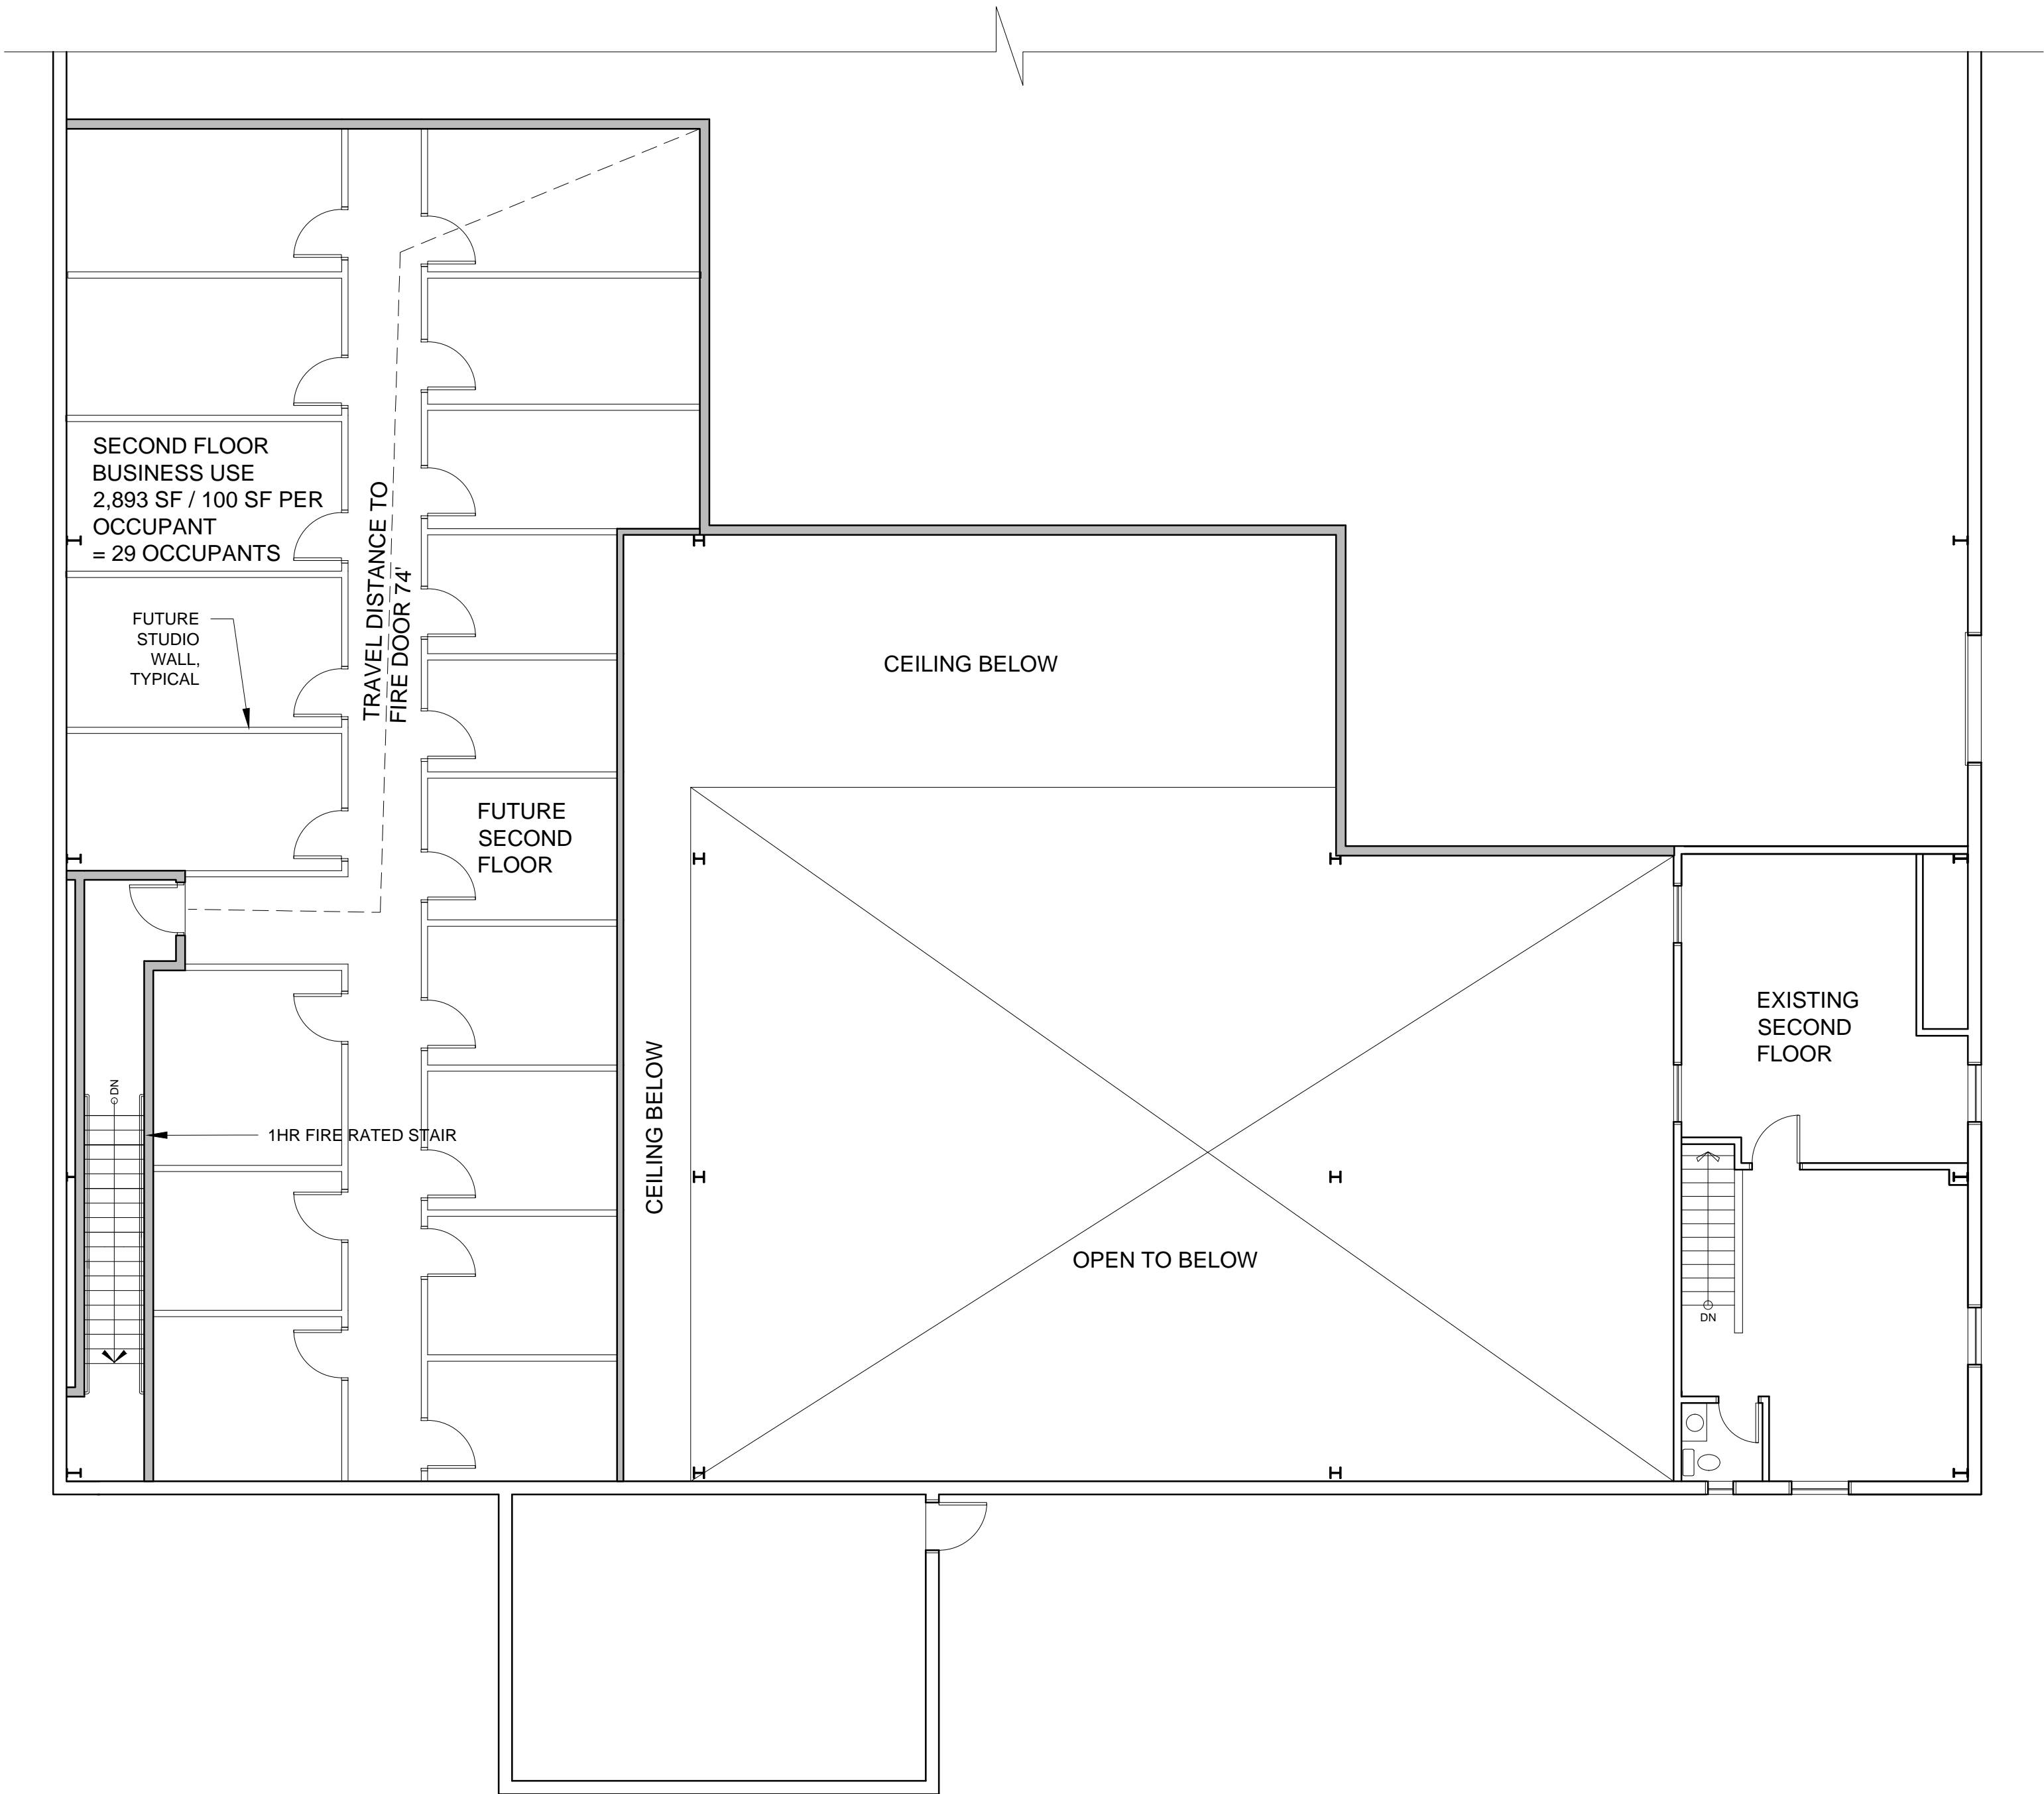 SECOND FLOOR
BUSINESS USE
2,893 SF / 100 SF PER
OCCUPANT
= 29 OCCUPANTS
TRAVEL DISTANCE TO
FIRE DOOR 74'
FUTURE
STUDIO
WALL,
TYPICAL
CEILING BELOW
FUTURE
SECOND
FLOOR
EXISTING
SECOND
FLOOR
DN
1HR FIRE RATED STAIR
CEILING BELOW
OPEN TO BELOW
DN